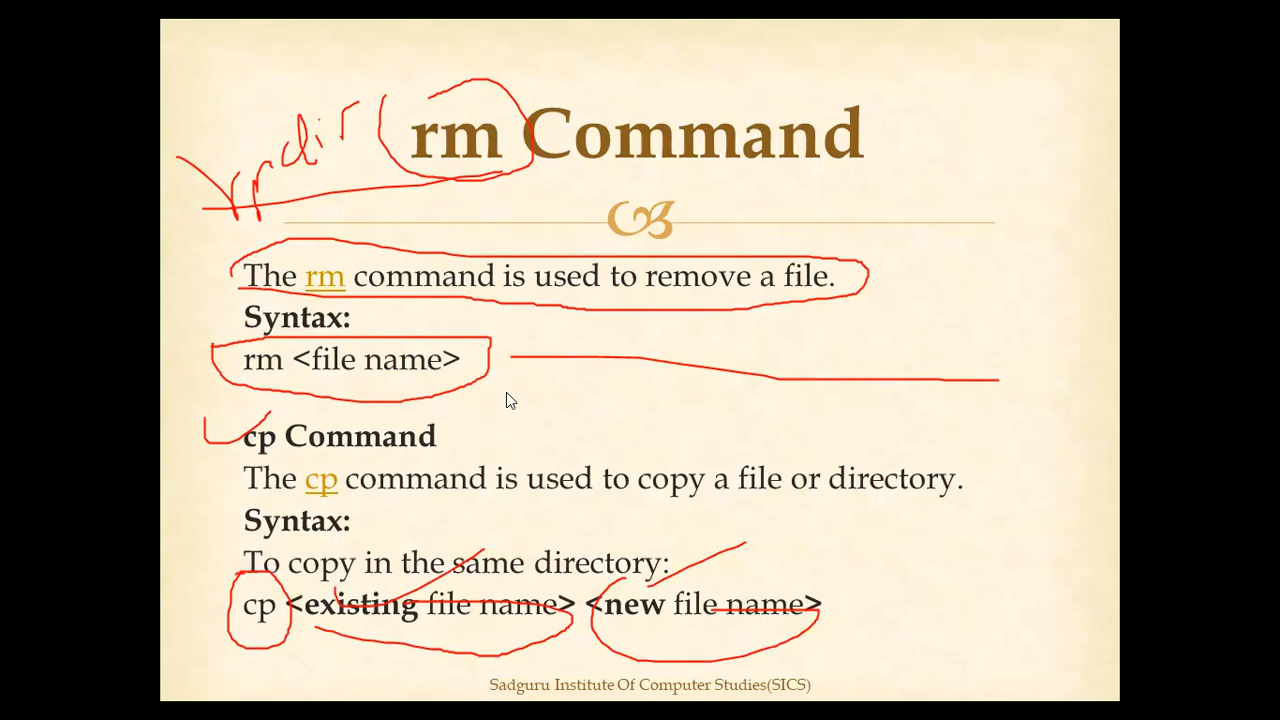 rm Command
rmdir
The rm command is used to remove a file.
Syntax:
rm <file name>
cp Command
The cp command is used to copy a file or directory.
Syntax:
To copy in the same directory:
cp <existing file name> <new file name>
Sadguru Institute Of Computer Studies(SICS)